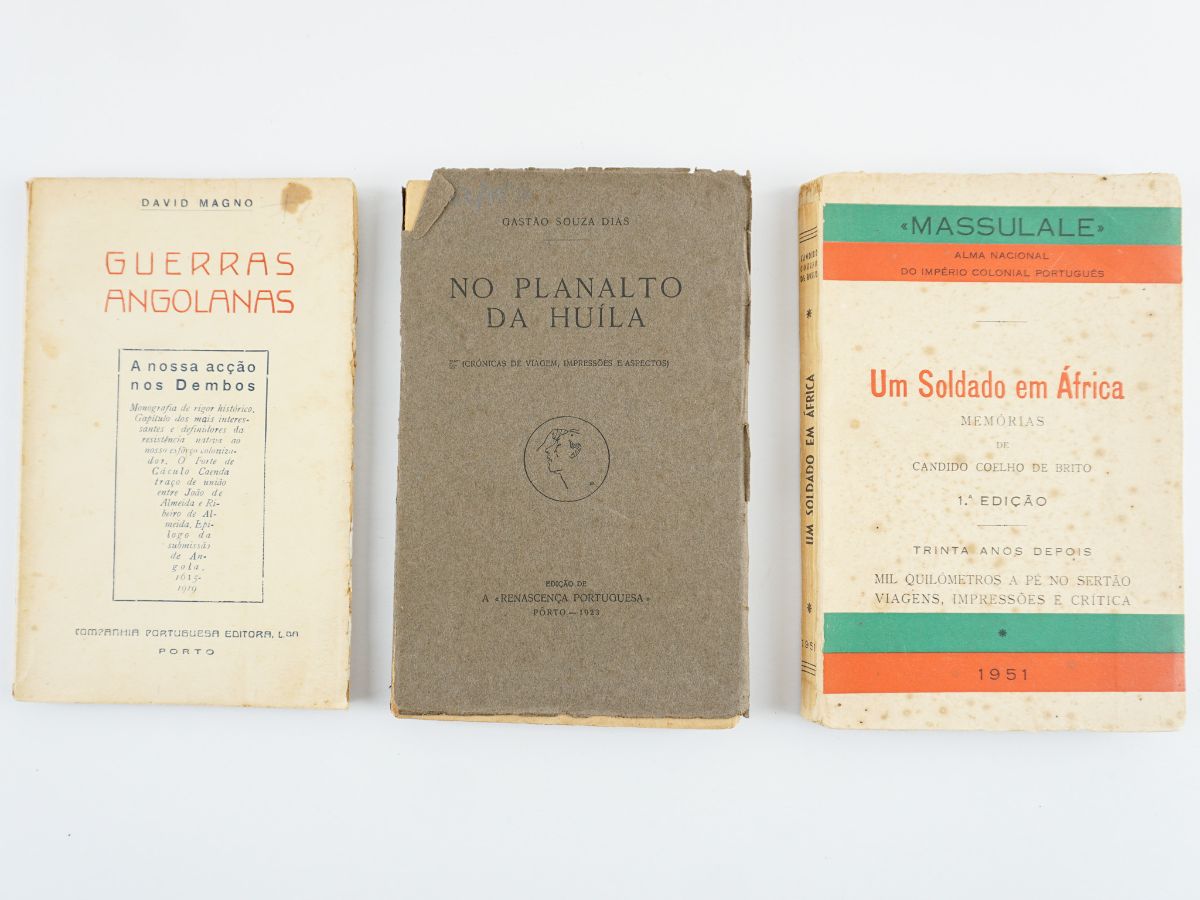 DAVID MAGNO
GUERRAS
ANGOLANAS
A nossa acção
nos Dembos
Monografia de rigor histórico.
Capítulo dos mais interes-
santes e definidores da
resistência nativa ao
nosso esfôrço coloniza-
dor. O Forte de
Cáculo Caenda
traço de união
entre João de
Almeida e Ri-
beiro de Al-
meida. Epí-
logo da
submissão
de An-
gola.
1615-
1919
COMPANHIA PORTUGUESA EDITORA, L.DA
PORTO
GASTÃO SOUZA DIAS
NO PLANALTO
DA HUÍLA
(CRÓNICAS DE VIAGEM, IMPRESSÕES E ASPECTOS)
EDIÇÃO DE
A «RENASCENÇA PORTUGUESA»
PÔRTO—1923
UM SOLDADO EM ÁFRICA
*
1951
«MASSULALE»
ALMA NACIONAL
DO IMPÉRIO COLONIAL PORTUGUÊS
Um Soldado em África
MEMÓRIAS
DE
CANDIDO COELHO DE BRITO
1.ª EDIÇÃO
TRINTA ANOS DEPOIS
MIL QUILÓMETROS A PÉ NO SERTÃO
VIAGENS, IMPRESSÕES E CRÍTICA
*
1951